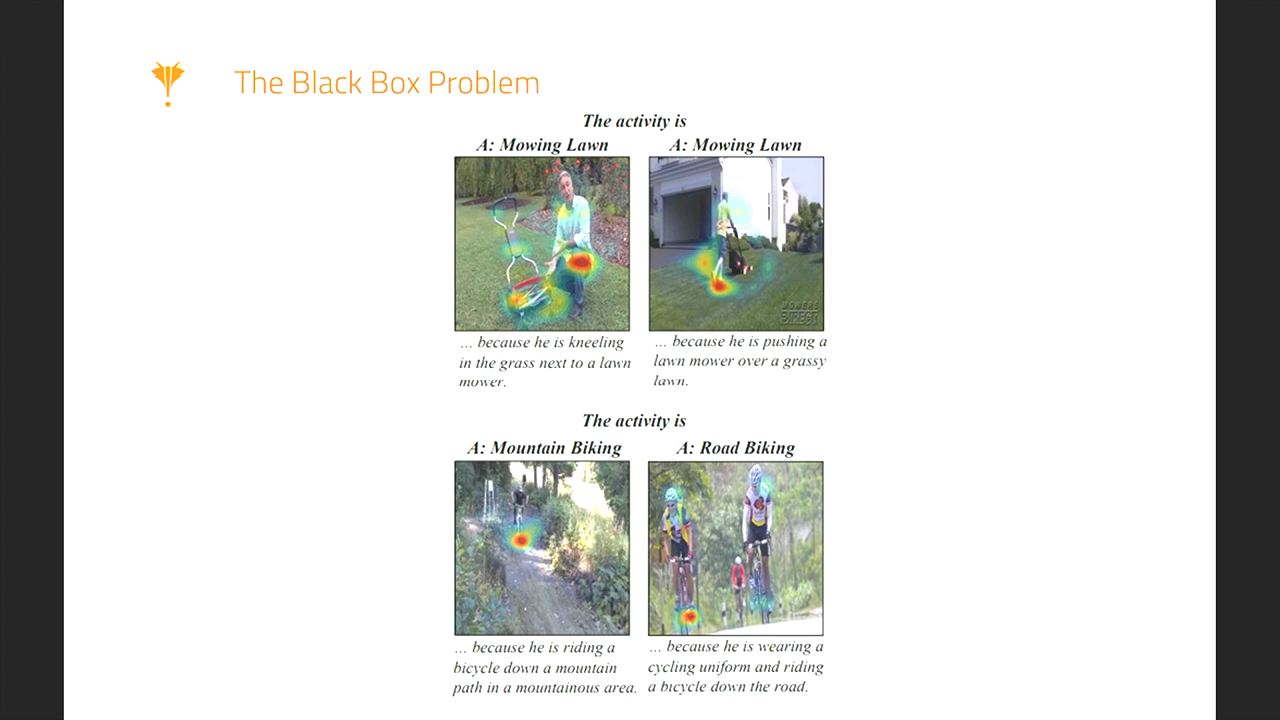 The Black Box Problem
The activity is
A: Mowing Lawn
A: Mowing Lawn
MOWERS
DIRECT
... because he is kneeling
in the grass next to a lawn
mower.
... because he is pushing a
lawn mower over a grassy
lawn.
The activity is
A: Mountain Biking
A: Road Biking
... because he is riding a
bicycle down a mountain
path in a mountainous area.
... because he is wearing a
cycling uniform and riding
a bicycle down the road.